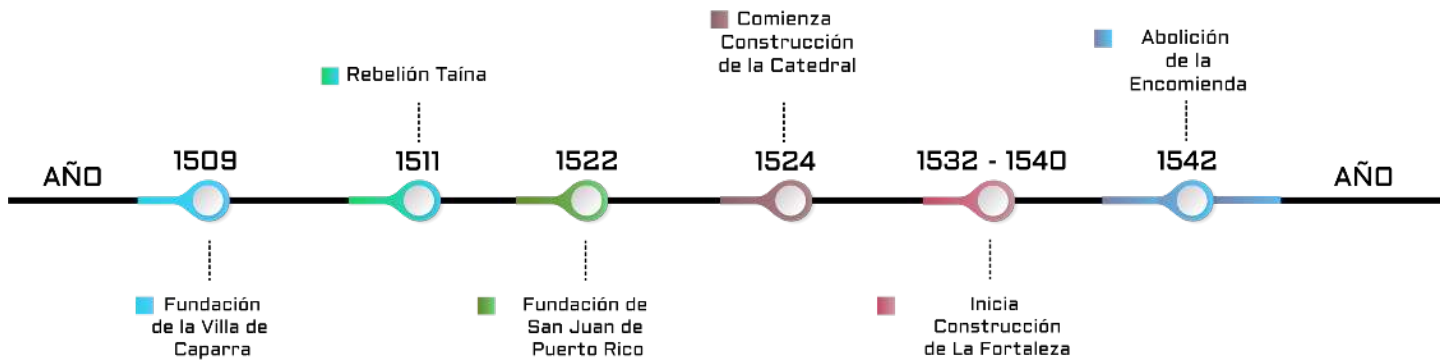 Comienza
Construcción
de la Catedral
Abolición
de la
Encomienda
Rebelión Taína
AÑO
1509
1511
1522
1524
1532 - 1540
1542
AÑO
Fundación
de la Villa de
Caparra
Fundación de
San Juan de
Puerto Rico
Inicia
Construcción
de La Fortaleza